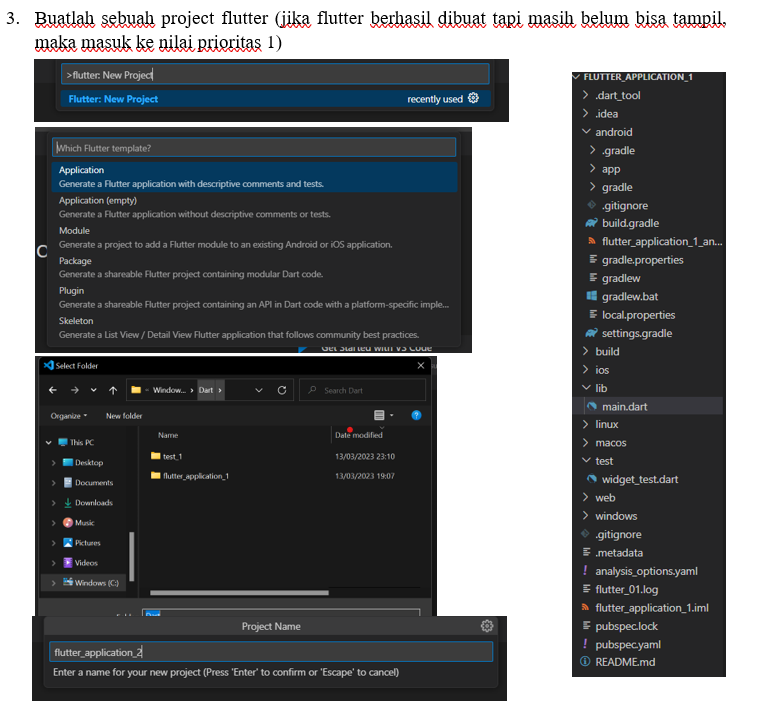 3. Buatlah sebuah project flutter (jika flutter berhasil dibuat tapi masih belum bisa tampil,
maka masuk ke nilai prioritas 1)
>flutter: New Project
Flutter: New Project recently used
Which Flutter template?
Application
Generate a Flutter application with descriptive comments and tests.
Application (empty)
Generate a Flutter application without descriptive comments or tests.
Module
Generate a project to add a Flutter module to an existing Android or iOS application.
Package
Generate a shareable Flutter project containing modular Dart code.
Plugin
Generate a shareable Flutter project containing an API in Dart code with a platform-specific imple...
Skeleton
Generate a List View / Detail View Flutter application that follows community best practices.
Get Started with VS Code
Select Folder
Window... > Dart >
Search Dart
Organize
New folder
Name
Date modified
This PC
Desktop
Documents
Downloads
Music
Pictures
Videos
Windows (C:)
test_1 13/03/2023 23:10
flutter_application_1 13/03/2023 19:07
Dart
Project Name
flutter_application_2
Enter a name for your new project (Press 'Enter' to confirm or 'Escape' to cancel)
FLUTTER_APPLICATION_1
.dart_tool
.idea
android
.gradle
app
gradle
.gitignore
build.gradle
flutter_application_1_an...
gradle.properties
gradlew
gradlew.bat
local.properties
settings.gradle
build
ios
lib
main.dart
linux
macos
test
widget_test.dart
web
windows
.gitignore
.metadata
analysis_options.yaml
flutter_01.log
flutter_application_1.iml
pubspec.lock
pubspec.yaml
README.md